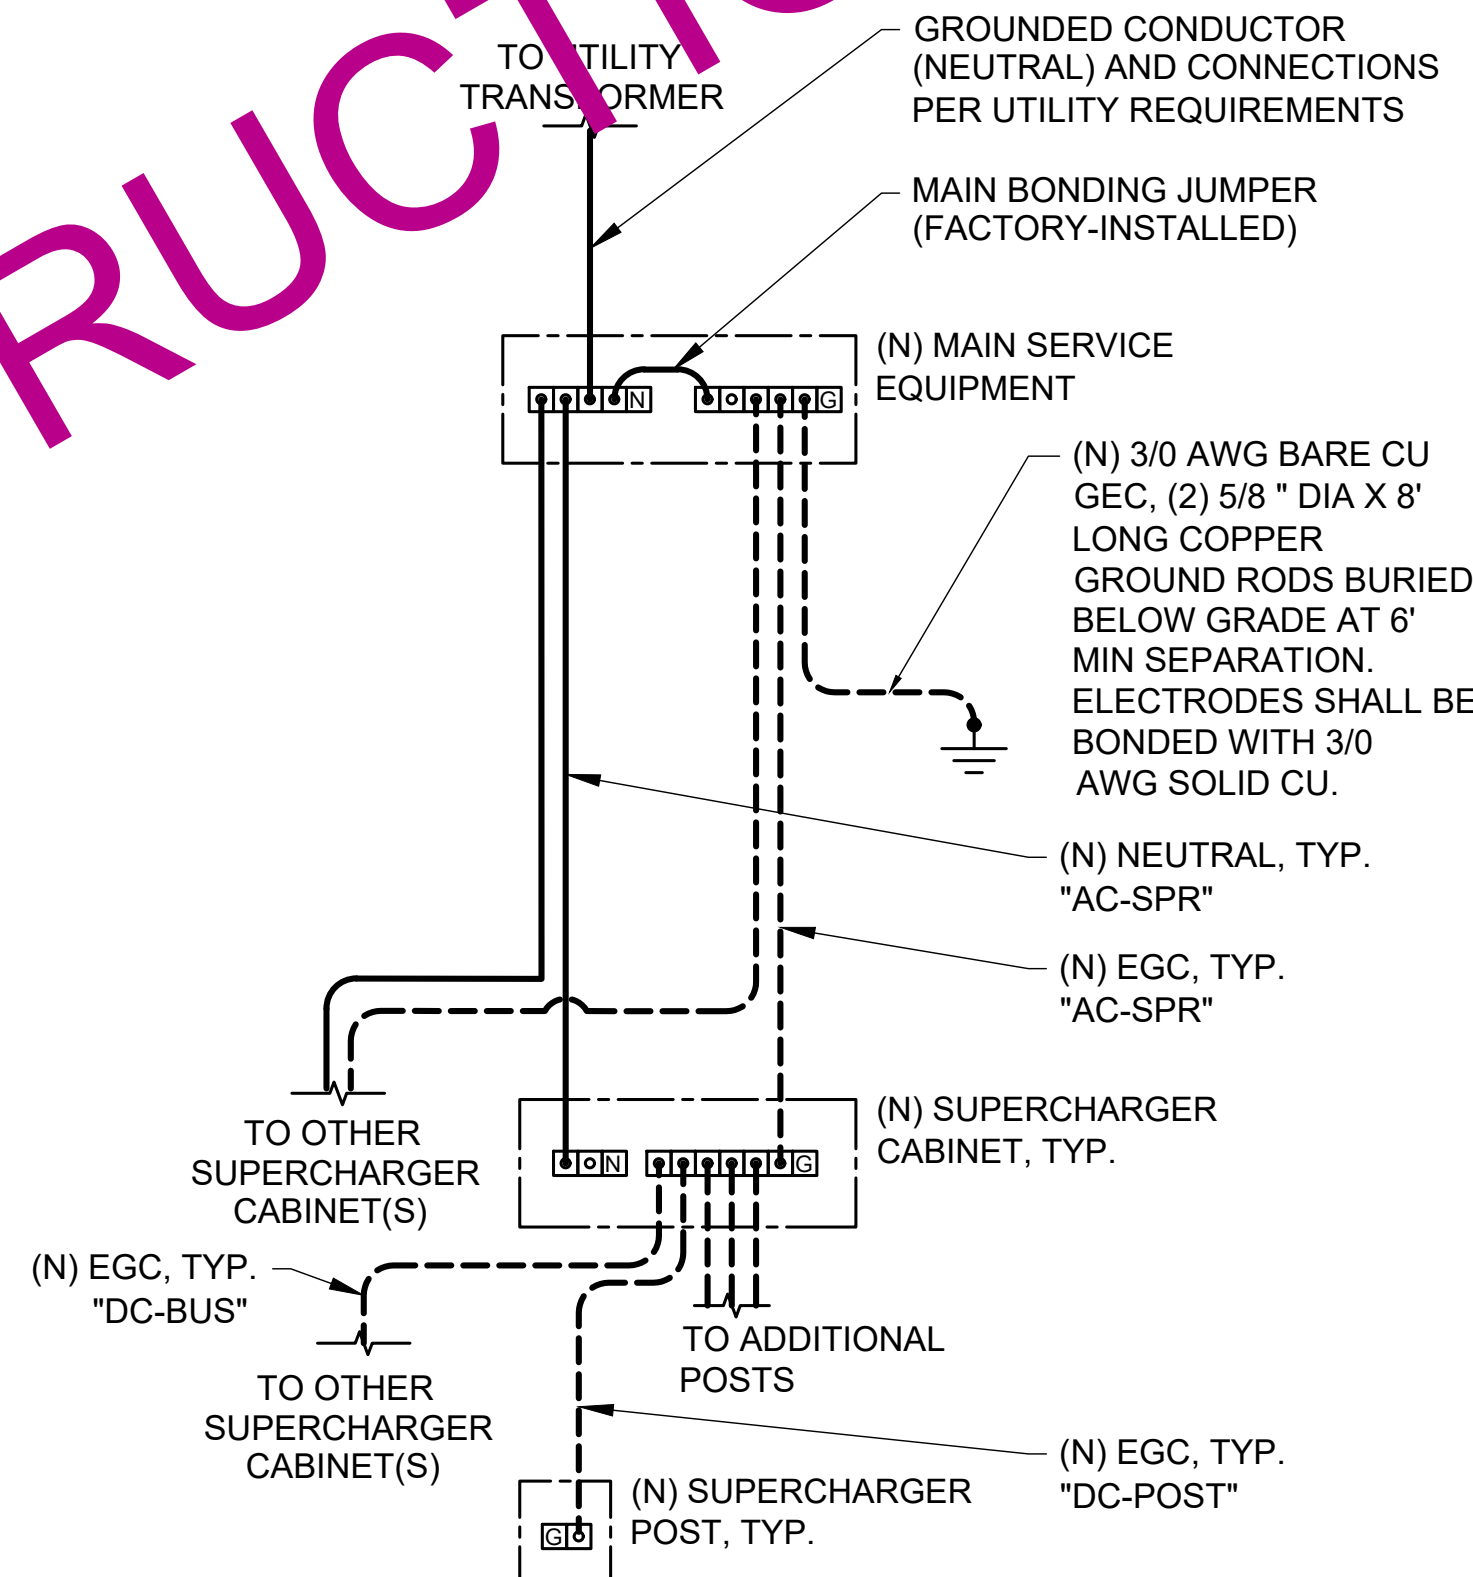 RUCTIO
TO UTILITY
TRANSFORMER
GROUNDED CONDUCTOR
(NEUTRAL) AND CONNECTIONS
PER UTILITY REQUIREMENTS
MAIN BONDING JUMPER
(FACTORY-INSTALLED)
(N) MAIN SERVICE
EQUIPMENT
N
G
(N) 3/0 AWG BARE CU
GEC, (2) 5/8 " DIA X 8'
LONG COPPER
GROUND RODS BURIED
BELOW GRADE AT 6'
MIN SEPARATION.
ELECTRODES SHALL BE
BONDED WITH 3/0
AWG SOLID CU.
(N) NEUTRAL, TYP.
"AC-SPR"
(N) EGC, TYP.
"AC-SPR"
TO OTHER
SUPERCHARGER
CABINET(S)
(N) SUPERCHARGER
CABINET, TYP.
N
G
(N) EGC, TYP.
"DC-BUS"
TO OTHER
SUPERCHARGER
CABINET(S)
TO ADDITIONAL
POSTS
(N) EGC, TYP.
"DC-POST"
(N) SUPERCHARGER
POST, TYP.
G